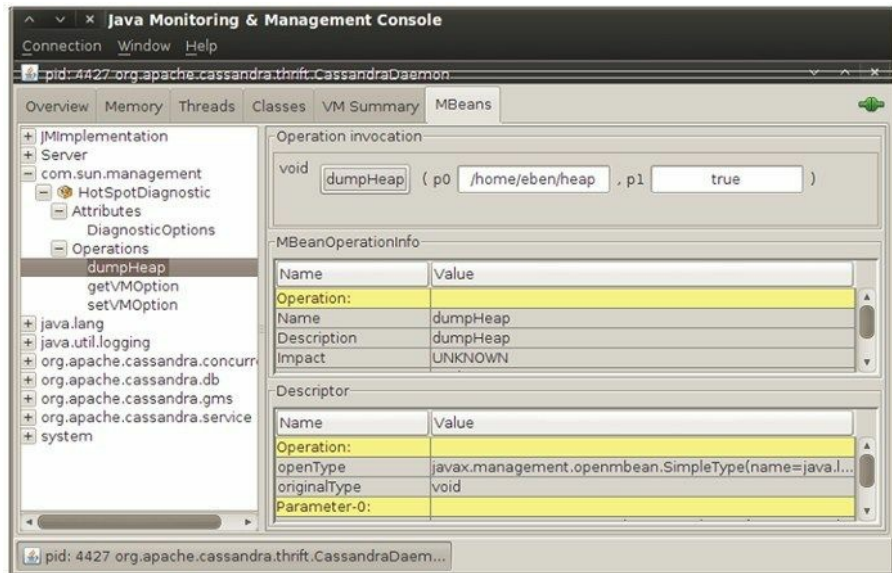 Java Monitoring & Management Console
Connection Window Help
pid: 4427 org.apache.cassandra.thrift.CassandraDaemon
Overview Memory Threads Classes VM Summary MBeans
JMImplementation
Server
com.sun.management
HotSpotDiagnostic
Attributes
DiagnosticOptions
Operations
dumpHeap
getVMOption
setVMOption
java.lang
java.util.logging
org.apache.cassandra.concurr
org.apache.cassandra.db
org.apache.cassandra.gms
org.apache.cassandra.service
system
Operation invocation
void dumpHeap ( p0 /home/eben/heap , p1 true )
MBeanOperationInfo
Name Value
Operation:
Name dumpHeap
Description dumpHeap
Impact UNKNOWN
Descriptor
Name Value
Operation:
openType javax.management.openmbean.SimpleType(name=java.l...
originalType void
Parameter-0:
pid: 4427 org.apache.cassandra.thrift.CassandraDaem...